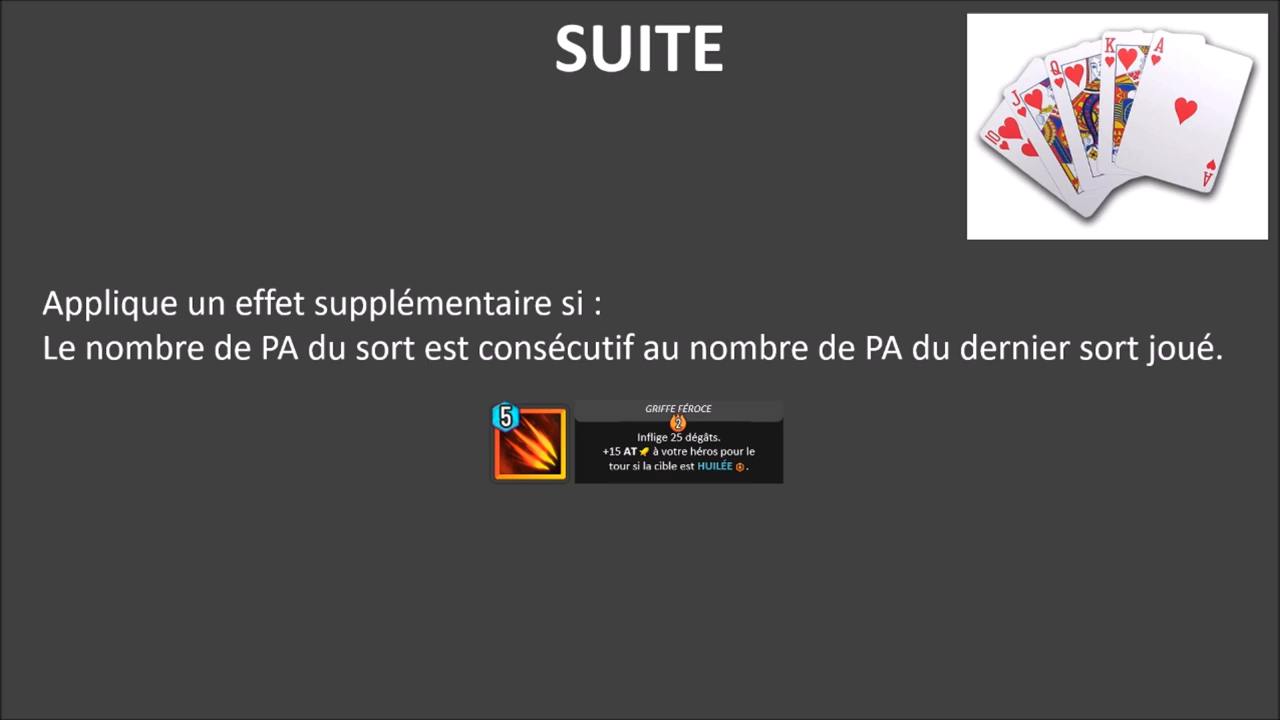 SUITE
10
J
Q
K
A
A
Applique un effet supplémentaire si :
Le nombre de PA du sort est consécutif au nombre de PA du dernier sort joué.
5
GRIFFE FÉROCE
2
Inflige 25 dégâts.
+15 AT à votre héros pour le
tour si la cible est HUILÉE .